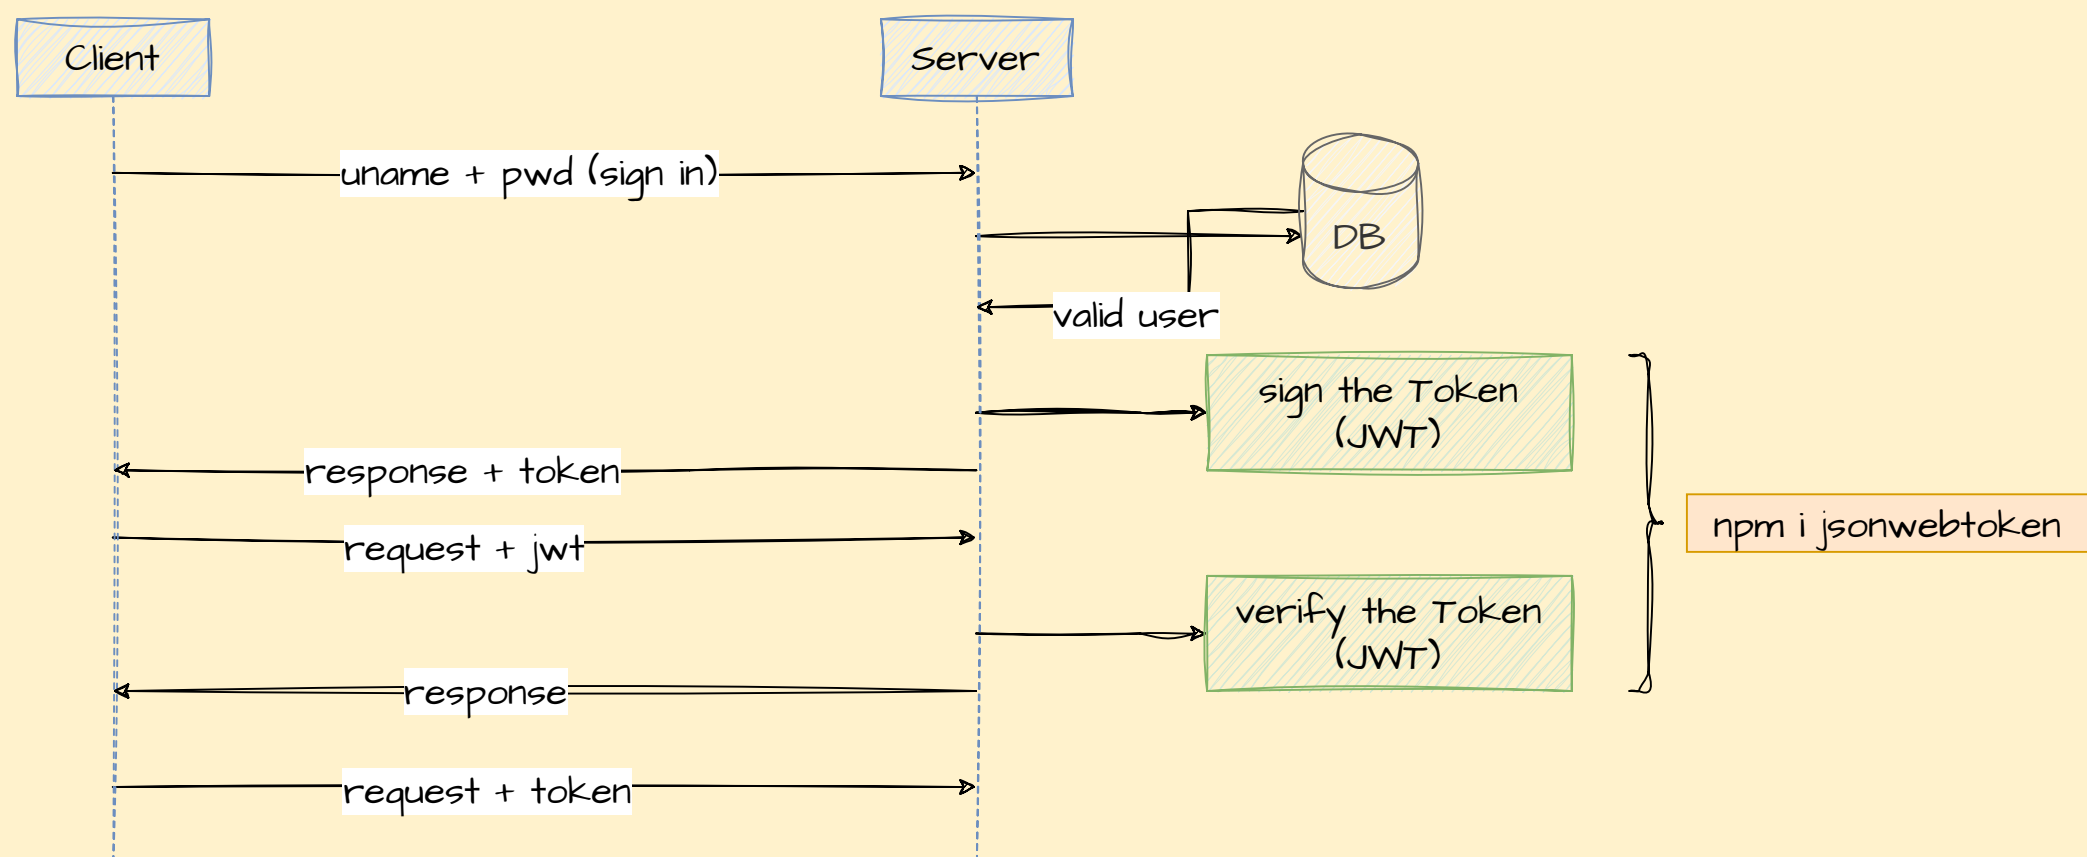 Client
Server
uname + pwd (sign in)
DB
valid user
sign the Token
(JWT)
response + token
request + jwt
npm i jsonwebtoken
verify the Token
(JWT)
response
request + token